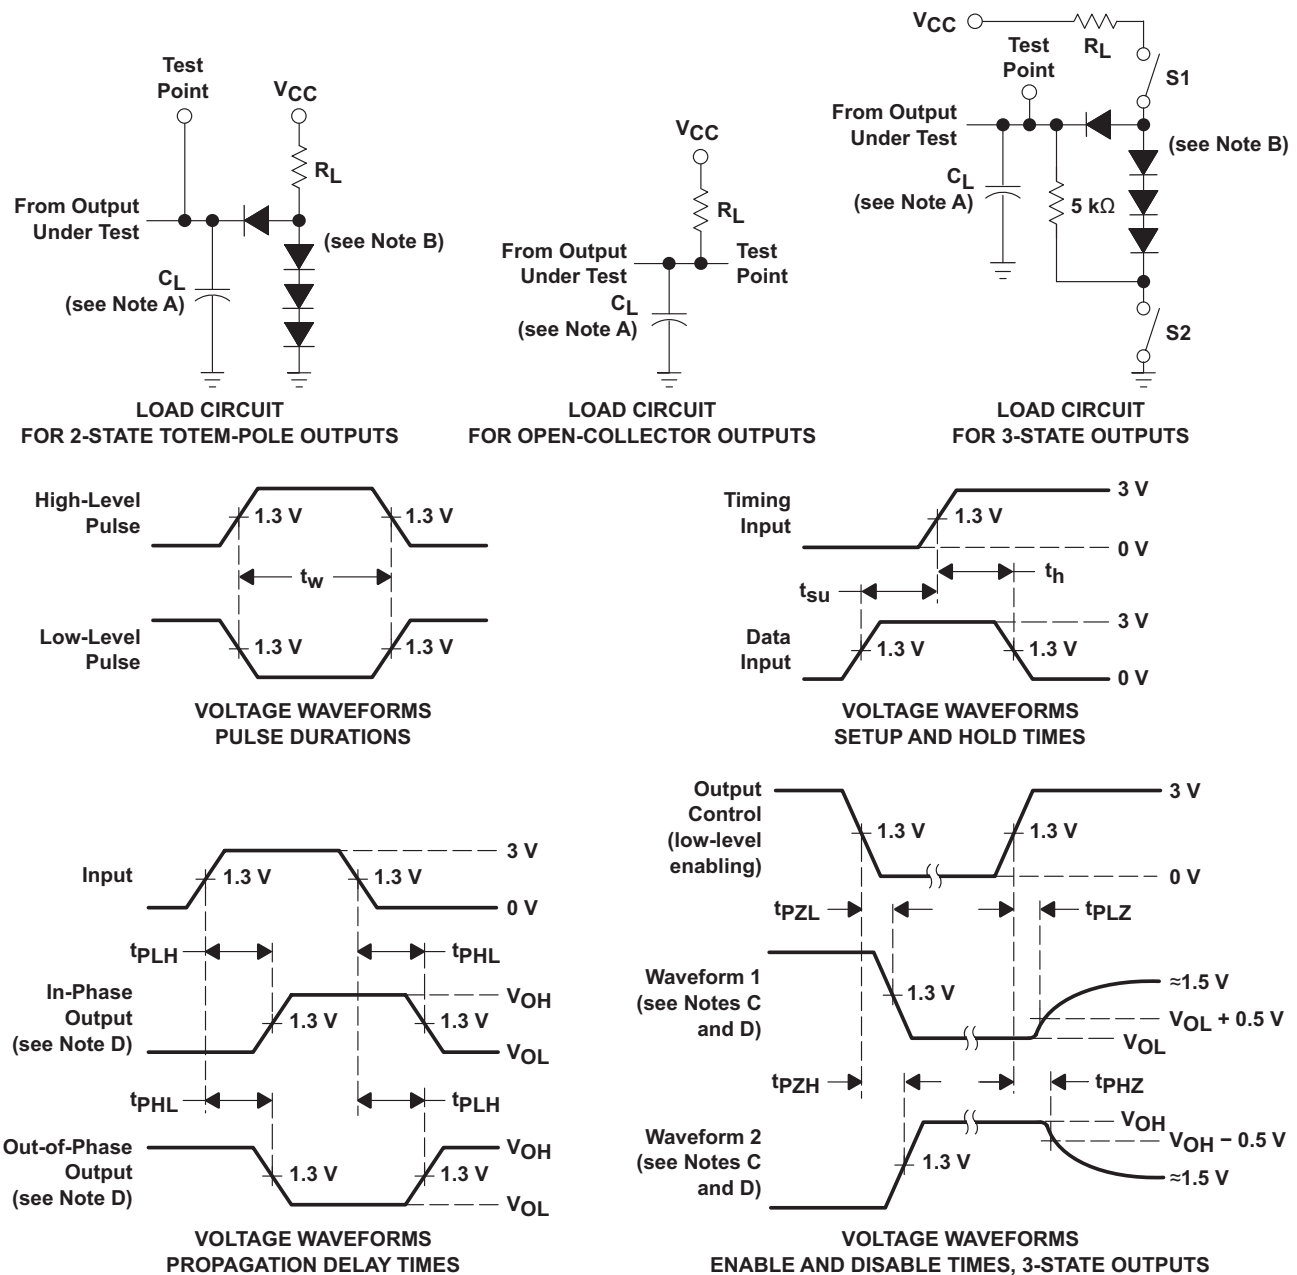 Test
Point
VCC
RL
From Output
Under Test
(see Note B)
CL
(see Note A)
LOAD CIRCUIT
FOR 2-STATE TOTEM-POLE OUTPUTS
VCC
RL
From Output
Under Test
Test
Point
CL
(see Note A)
LOAD CIRCUIT
FOR OPEN-COLLECTOR OUTPUTS
VCC
RL
Test
Point
S1
From Output
Under Test
(see Note B)
CL
(see Note A)
5 kΩ
S2
LOAD CIRCUIT
FOR 3-STATE OUTPUTS
High-Level
Pulse
1.3 V
1.3 V
tw
Low-Level
Pulse
1.3 V
1.3 V
VOLTAGE WAVEFORMS
PULSE DURATIONS
Timing
Input
3 V
1.3 V
0 V
th
tsu
Data
Input
3 V
1.3 V
1.3 V
0 V
VOLTAGE WAVEFORMS
SETUP AND HOLD TIMES
Input
3 V
1.3 V
1.3 V
0 V
tPLH
tPHL
In-Phase
Output
(see Note D)
VOH
1.3 V
1.3 V
VOL
tPHL
tPLH
Out-of-Phase
Output
(see Note D)
VOH
1.3 V
1.3 V
VOL
VOLTAGE WAVEFORMS
PROPAGATION DELAY TIMES
Output
Control
(low-level
enabling)
3 V
1.3 V
1.3 V
0 V
tPZL
tPLZ
Waveform 1
(see Notes C
and D)
1.3 V
≈1.5 V
VOL + 0.5 V
VOL
tPZH
tPHZ
Waveform 2
(see Notes C
and D)
1.3 V
VOH
VOH − 0.5 V
≈1.5 V
VOLTAGE WAVEFORMS
ENABLE AND DISABLE TIMES, 3-STATE OUTPUTS